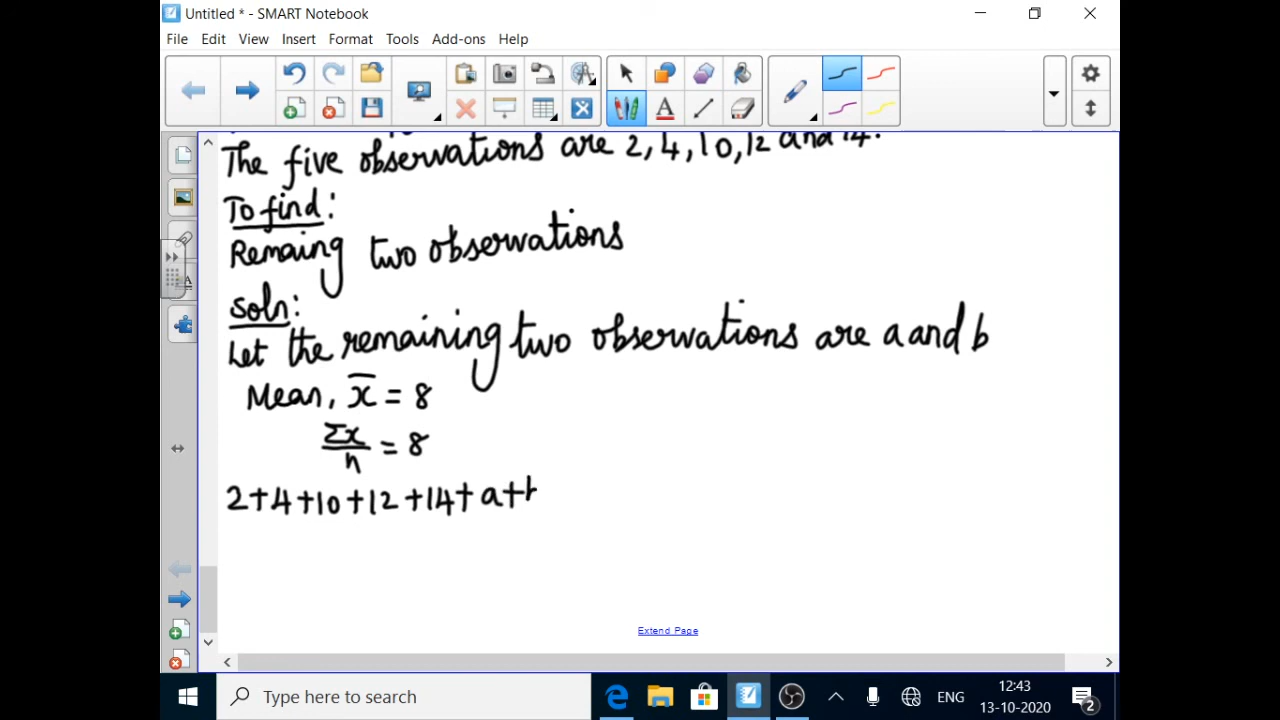 Untitled * - SMART Notebook
File Edit View Insert Format Tools Add-ons Help
The five observations are 2, 4, 10, 12 and 14.
To find:
Remaing two observations
Soln:
Let the remaining two observations are a and b
Mean, x̄ = 8
Σx/n = 8
2+4+10+12+14+a+
Extend Page
Type here to search
ENG
12:43
13-10-2020
2